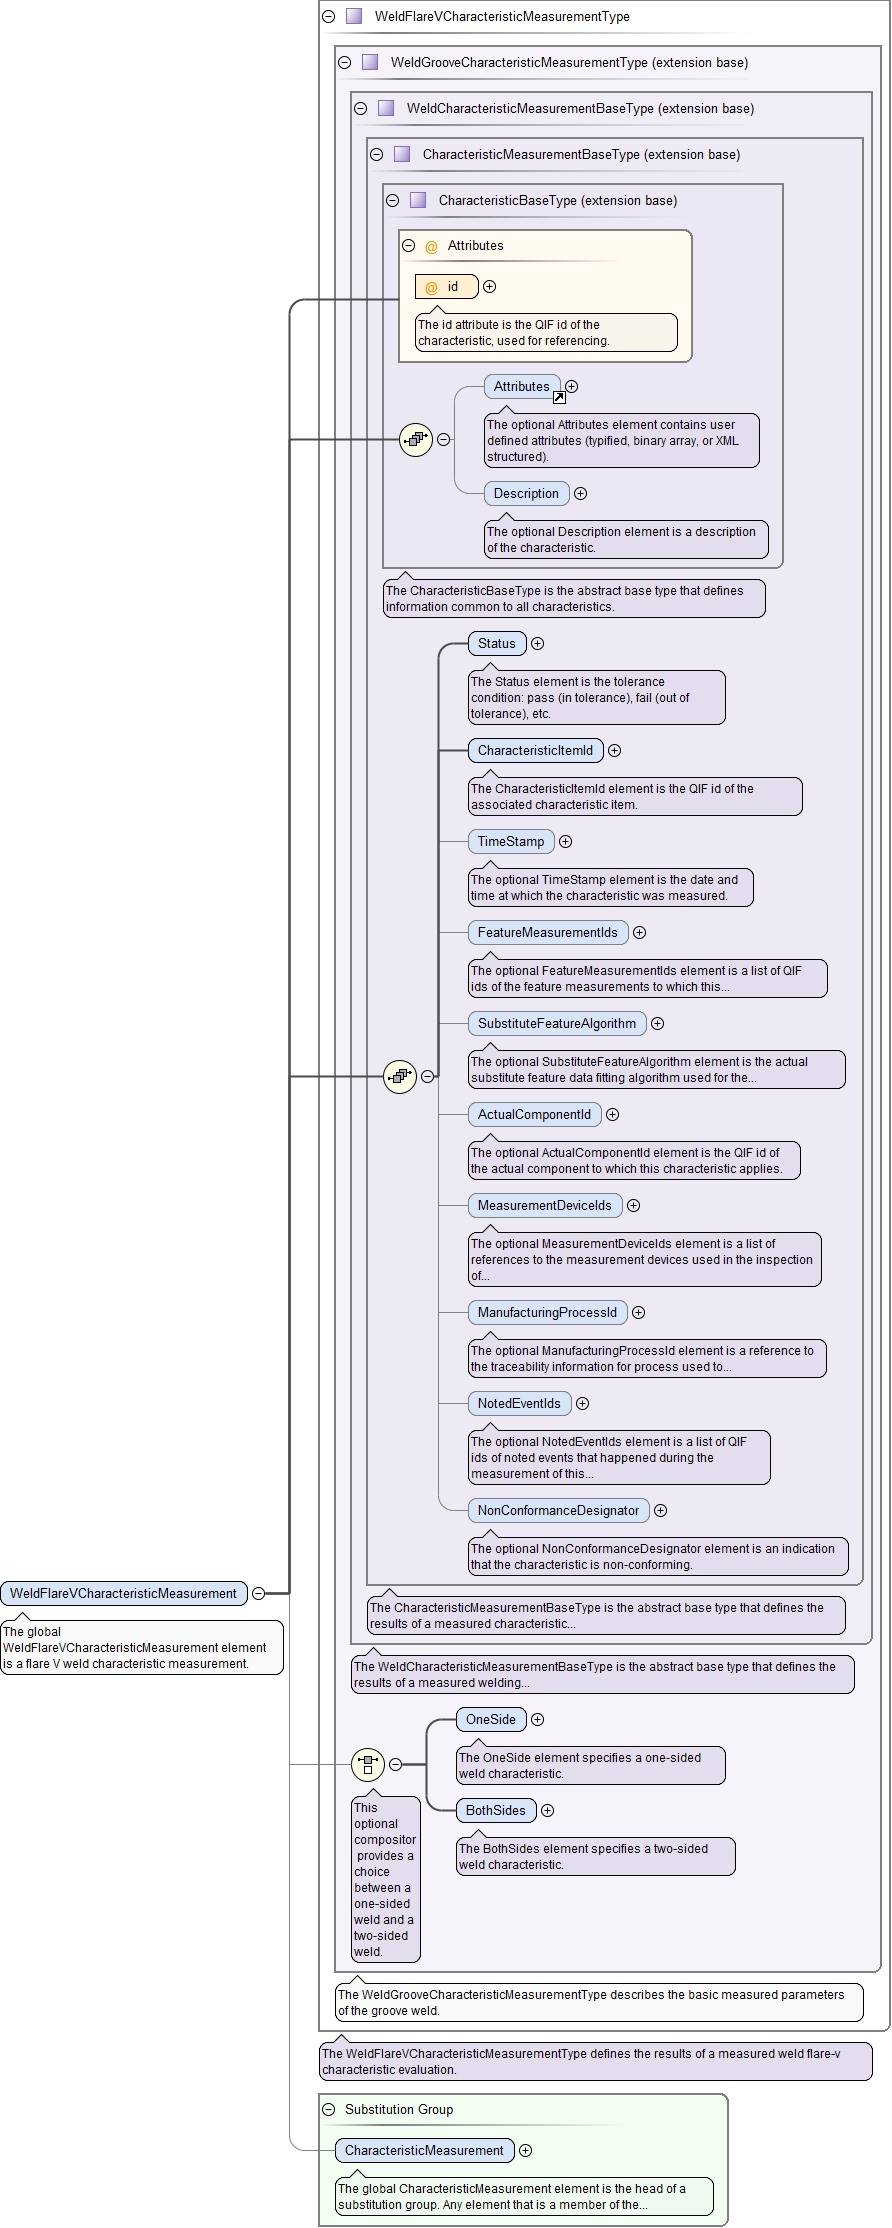 WeldFlareVCharacteristicMeasurementType
WeldGrooveCharacteristicMeasurementType (extension base)
WeldCharacteristicMeasurementBaseType (extension base)
CharacteristicMeasurementBaseType (extension base)
CharacteristicBaseType (extension base)
@ Attributes
@ id
The id attribute is the QIF id of the
characteristic, used for referencing.
Attributes
The optional Attributes element contains user
defined attributes (typified, binary array, or XML
structured).
Description
The optional Description element is a description
of the characteristic.
The CharacteristicBaseType is the abstract base type that defines
information common to all characteristics.
Status
The Status element is the tolerance
condition: pass (in tolerance), fail (out of
tolerance), etc.
CharacteristicItemId
The CharacteristicItemId element is the QIF id of the
associated characteristic item.
TimeStamp
The optional TimeStamp element is the date and
time at which the characteristic was measured.
FeatureMeasurementIds
The optional FeatureMeasurementIds element is a list of QIF
ids of the feature measurements to which this...
SubstituteFeatureAlgorithm
The optional SubstituteFeatureAlgorithm element is the actual
substitute feature data fitting algorithm used for the...
ActualComponentId
The optional ActualComponentId element is the QIF id of
the actual component to which this characteristic applies.
MeasurementDeviceIds
The optional MeasurementDeviceIds element is a list of
references to the measurement devices used in the inspection
of...
ManufacturingProcessId
The optional ManufacturingProcessId element is a reference to
the traceability information for process used to...
NotedEventIds
The optional NotedEventIds element is a list of QIF
ids of noted events that happened during the
measurement of this...
NonConformanceDesignator
The optional NonConformanceDesignator element is an indication
that the characteristic is non-conforming.
WeldFlareVCharacteristicMeasurement
The global
WeldFlareVCharacteristicMeasurement element
is a flare V weld characteristic measurement.
The CharacteristicMeasurementBaseType is the abstract base type that defines the
results of a measured characteristic...
The WeldCharacteristicMeasurementBaseType is the abstract base type that defines the
results of a measured welding...
OneSide
The OneSide element specifies a one-sided
weld characteristic.
BothSides
The BothSides element specifies a two-sided
weld characteristic.
This
optional
compositor
provides a
choice
between a
one-sided
weld and a
two-sided
weld.
The WeldGrooveCharacteristicMeasurementType describes the basic measured parameters
of the groove weld.
The WeldFlareVCharacteristicMeasurementType defines the results of a measured weld flare-v
characteristic evaluation.
Substitution Group
CharacteristicMeasurement
The global CharacteristicMeasurement element is the head of a
substitution group. Any element that is a member of the...